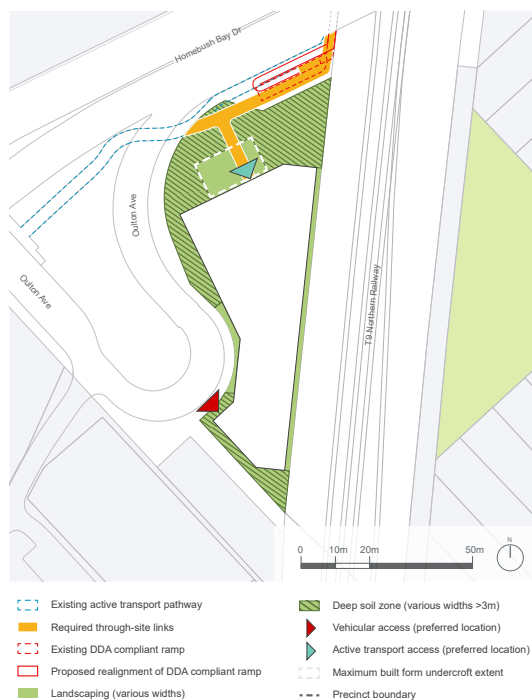 Homebush Bay Dr
Oulton Ave
Oulton Ave
T9 Northern Railway
N
0 10m 20m 50m
Existing active transport pathway
Required through-site links
Existing DDA compliant ramp
Proposed realignment of DDA compliant ramp
Landscaping (various widths)
Deep soil zone (various widths >3m)
Vehicular access (preferred location)
Active transport access (preferred location)
Maximum built form undercroft extent
Precinct boundary